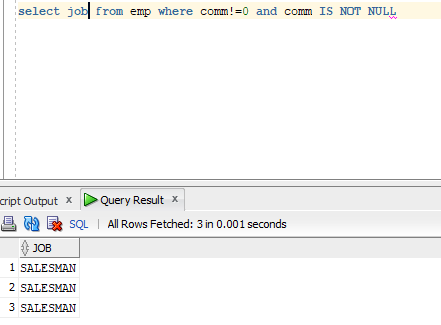 select job from emp where comm!=0 and comm IS NOT NULL
cript Output x Query Result x
SQL | All Rows Fetched: 3 in 0.001 seconds
JOB
1 SALESMAN
2 SALESMAN
3 SALESMAN